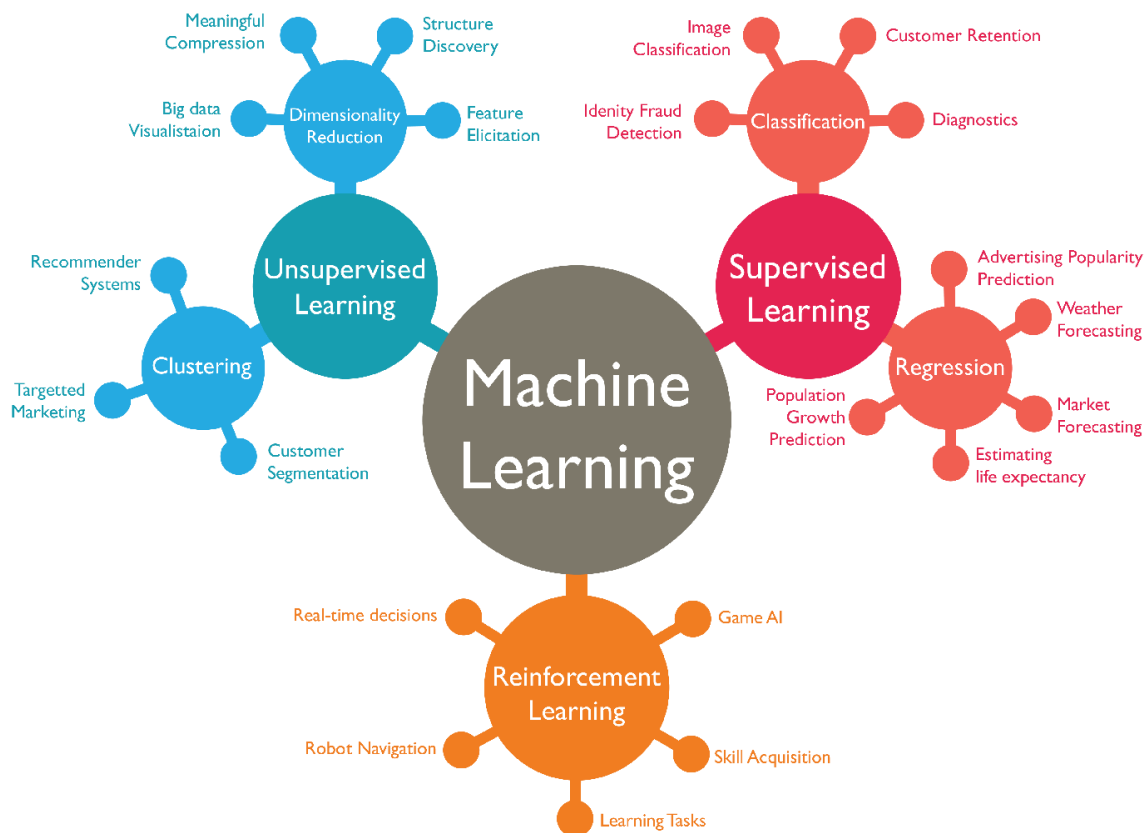 Meaningful
Compression
Structure
Discovery
Big data
Visualistaion
Dimensionality
Reduction
Feature
Elicitation
Image
Classification
Customer Retention
Idenity Fraud
Detection
Classification
Diagnostics
Unsupervised
Learning
Supervised
Learning
Recommender
Systems
Clustering
Targetted
Marketing
Customer
Segmentation
Machine
Learning
Advertising Popularity
Prediction
Weather
Forecasting
Regression
Population
Growth
Prediction
Market
Forecasting
Estimating
life expectancy
Real-time decisions
Game AI
Reinforcement
Learning
Robot Navigation
Skill Acquisition
Learning Tasks